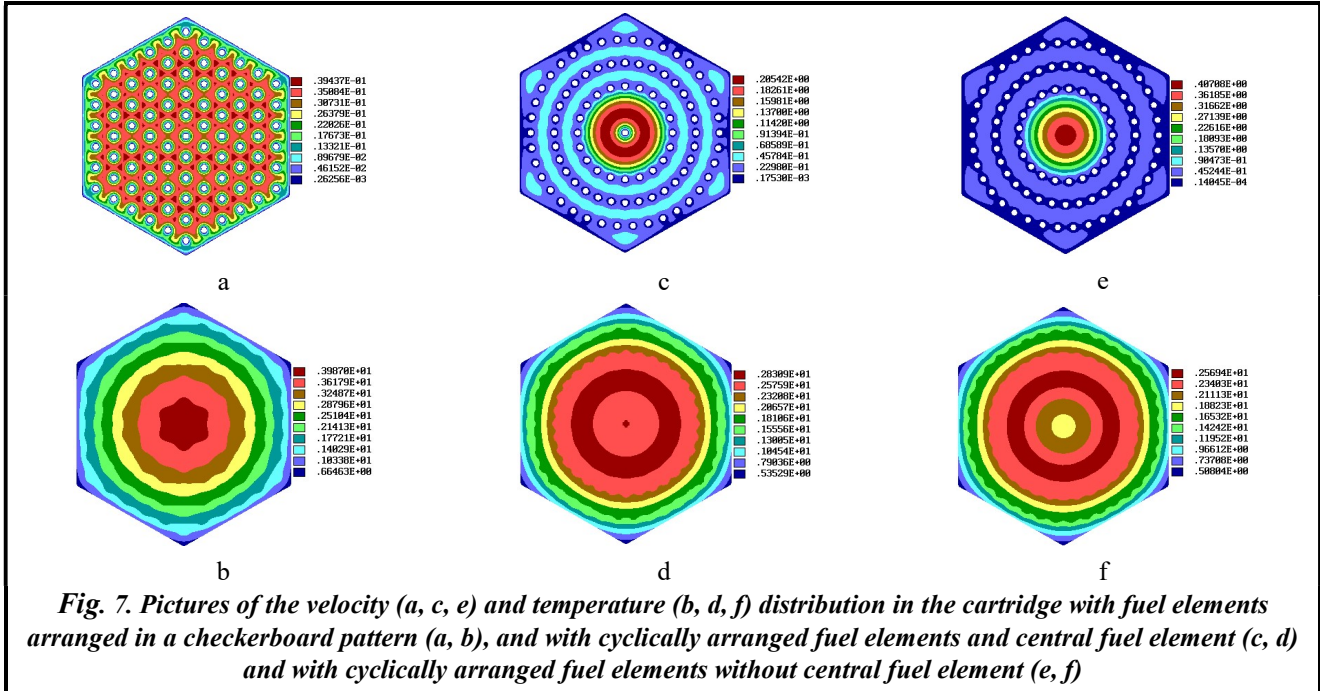 .39437E-01
.35084E-01
.30731E-01
.26379E-01
.22026E-01
.17673E-01
.13321E-01
.89679E-02
.46152E-02
.26256E-03
a
.20542E+00
.18261E+00
.15981E+00
.13700E+00
.11420E+00
.91394E-01
.68589E-01
.45784E-01
.22980E-01
.17530E-03
c
.40708E+00
.36185E+00
.31662E+00
.27139E+00
.22616E+00
.18093E+00
.13570E+00
.90473E-01
.45244E-01
.14045E-04
e
.39870E+01
.36179E+01
.32487E+01
.28796E+01
.25104E+01
.21413E+01
.17721E+01
.14029E+01
.10338E+01
.66463E+00
b
.28309E+01
.25759E+01
.23208E+01
.20657E+01
.18106E+01
.15556E+01
.13005E+01
.10454E+01
.79036E+00
.53529E+00
d
.25694E+01
.23403E+01
.21113E+01
.18823E+01
.16532E+01
.14242E+01
.11952E+01
.96612E+00
.73708E+00
.50804E+00
f
Fig. 7. Pictures of the velocity (a, c, e) and temperature (b, d, f) distribution in the cartridge with fuel elements
arranged in a checkerboard pattern (a, b), and with cyclically arranged fuel elements and central fuel element (c, d)
and with cyclically arranged fuel elements without central fuel element (e, f)